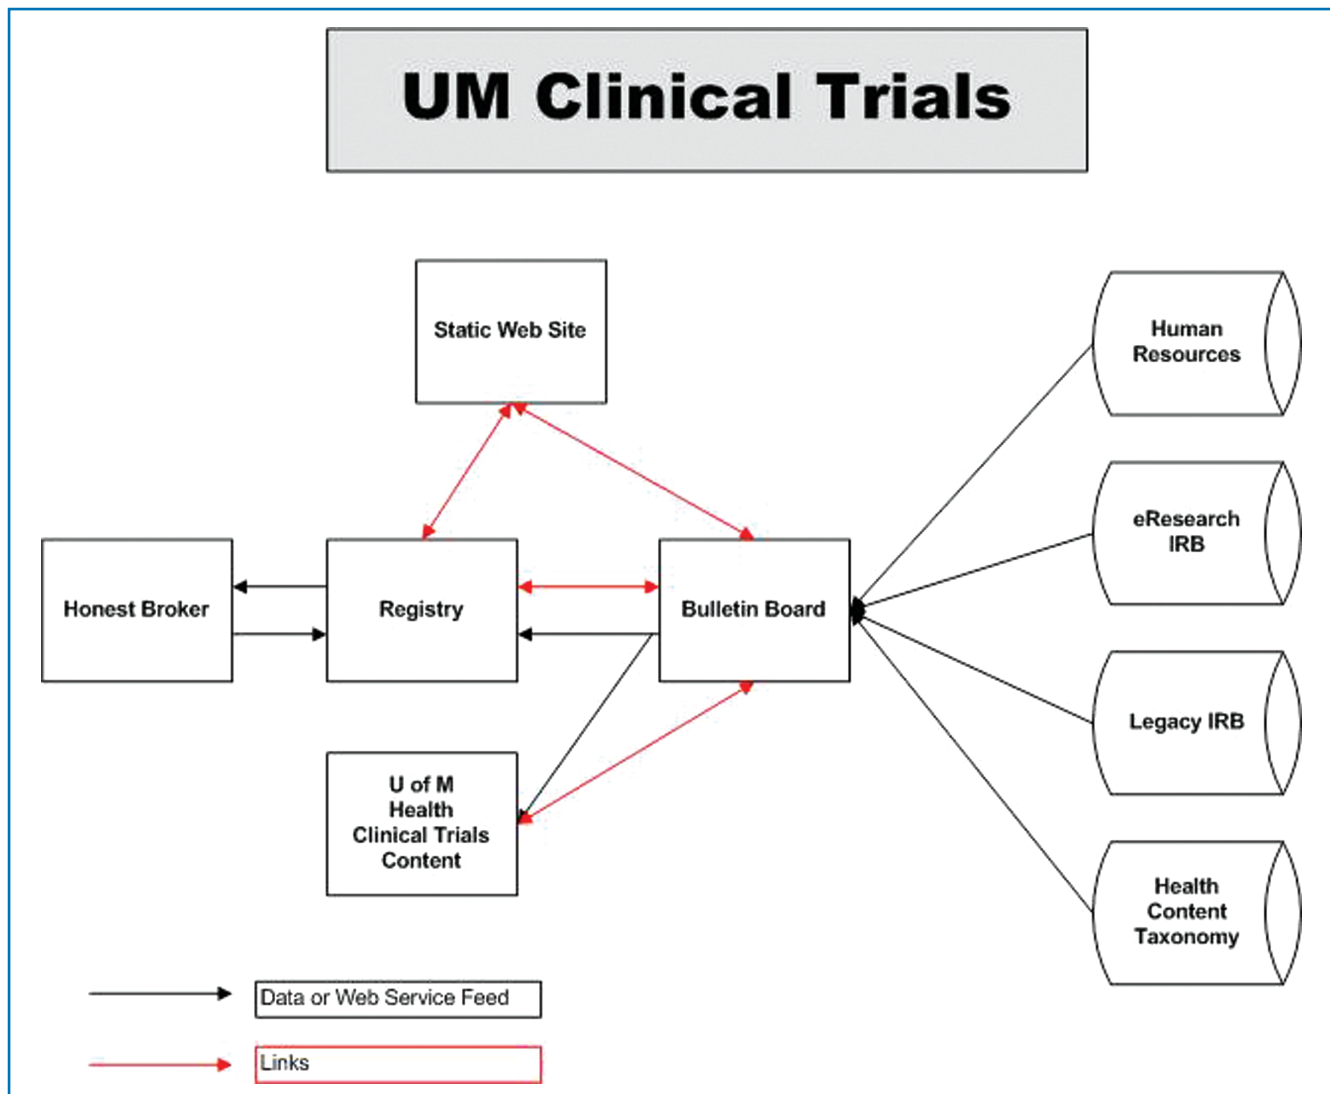 UM Clinical Trials
Static Web Site
Human
Resources
eResearch
IRB
Honest Broker
Registry
Bulletin Board
Legacy IRB
U of M
Health
Clinical Trials
Content
Health
Content
Taxonomy
Data or Web Service Feed
Links